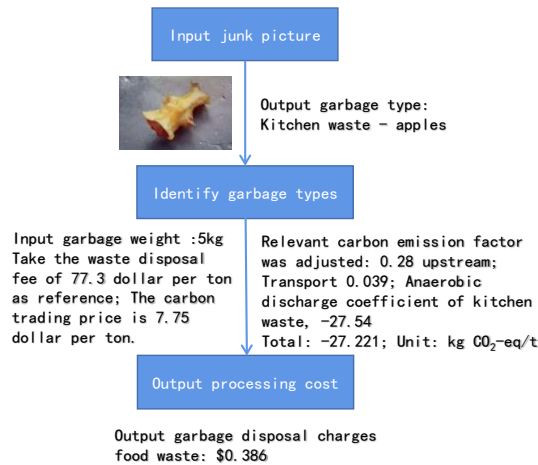 Input junk picture
Output garbage type:
Kitchen waste - apples
Identify garbage types
Input garbage weight :5kg
Take the waste disposal
fee of 77.3 dollar per ton
as reference; The carbon
trading price is 7.75
dollar per ton.
Relevant carbon emission factor
was adjusted: 0.28 upstream;
Transport 0.039; Anaerobic
discharge coefficient of kitchen
waste, -27.54
Total: -27.221; Unit: kg CO₂-eq/t
Output processing cost
Output garbage disposal charges
food waste: $0.386